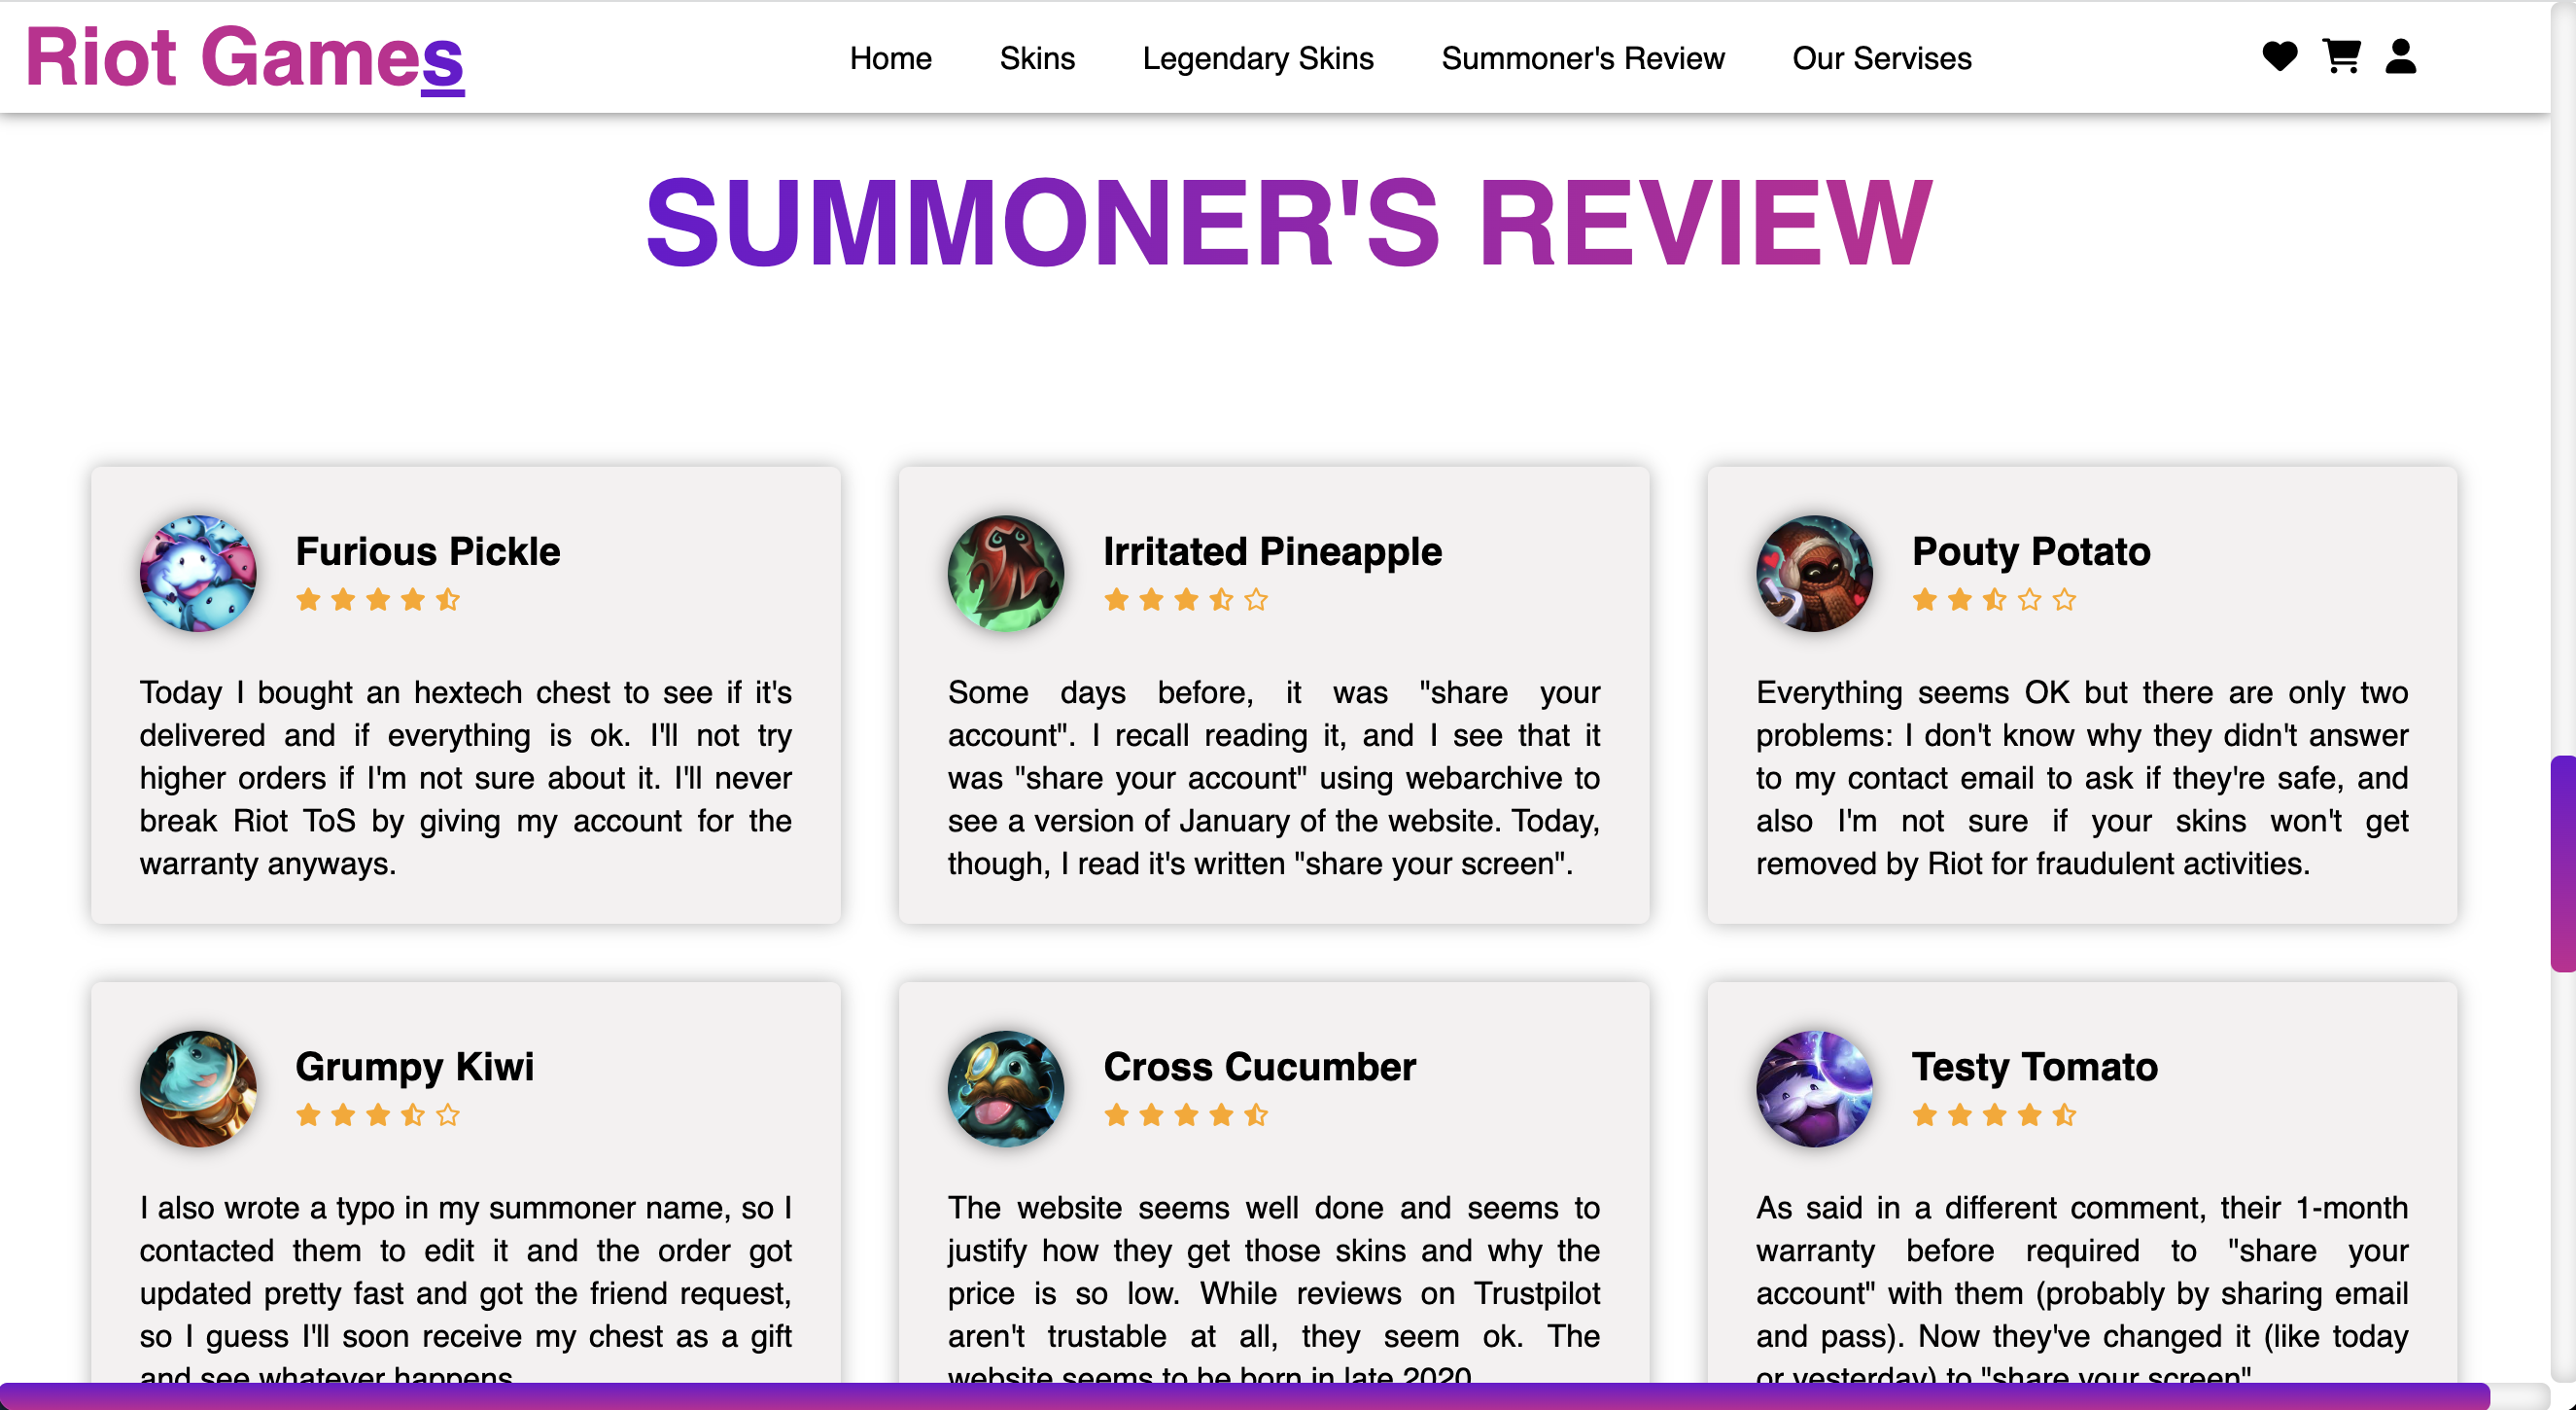 Riot Games
Home Skins Legendary Skins Summoner's Review Our Servises
SUMMONER'S REVIEW
Furious Pickle
Today I bought an hextech chest to see if it's
delivered and if everything is ok. I'll not try
higher orders if I'm not sure about it. I'll never
break Riot ToS by giving my account for the
warranty anyways.
Irritated Pineapple
Some days before, it was "share your
account". I recall reading it, and I see that it
was "share your account" using webarchive to
see a version of January of the website. Today,
though, I read it's written "share your screen".
Pouty Potato
Everything seems OK but there are only two
problems: I don't know why they didn't answer
to my contact email to ask if they're safe, and
also I'm not sure if your skins won't get
removed by Riot for fraudulent activities.
Grumpy Kiwi
I also wrote a typo in my summoner name, so I
contacted them to edit it and the order got
updated pretty fast and got the friend request,
so I guess I'll soon receive my chest as a gift
and see whatever happens
Cross Cucumber
The website seems well done and seems to
justify how they get those skins and why the
price is so low. While reviews on Trustpilot
aren't trustable at all, they seem ok. The
website seems to be born in late 2020
Testy Tomato
As said in a different comment, their 1-month
warranty before required to "share your
account" with them (probably by sharing email
and pass). Now they've changed it (like today
or yesterday) to "share your screen"